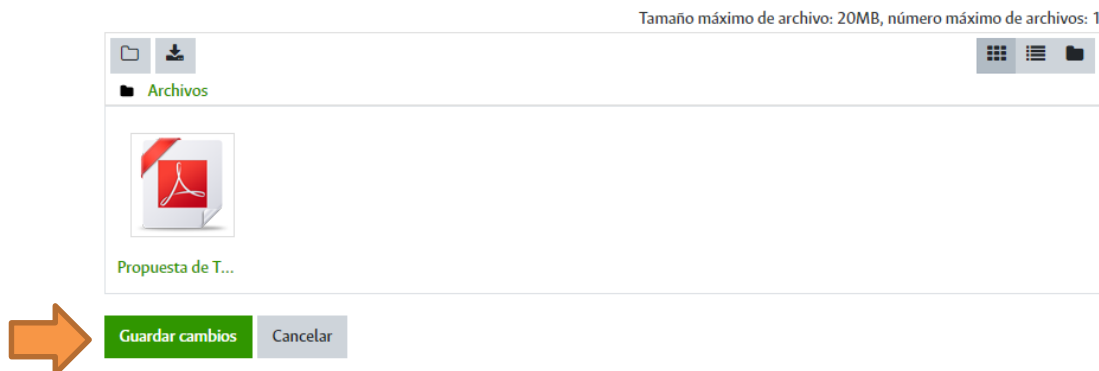 Tamaño máximo de archivo: 20MB, número máximo de archivos: 1
Archivos
Propuesta de T...
Guardar cambios Cancelar